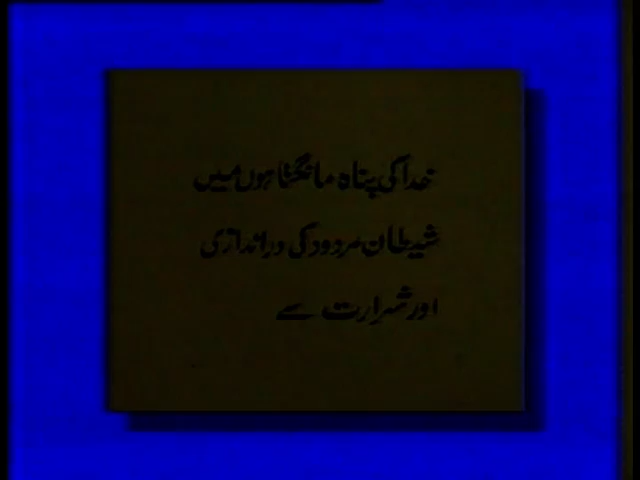 خدا کی پناہ مانگتا ہوں میں
شیطان مردود کی دراندازی
اور شرارت سے